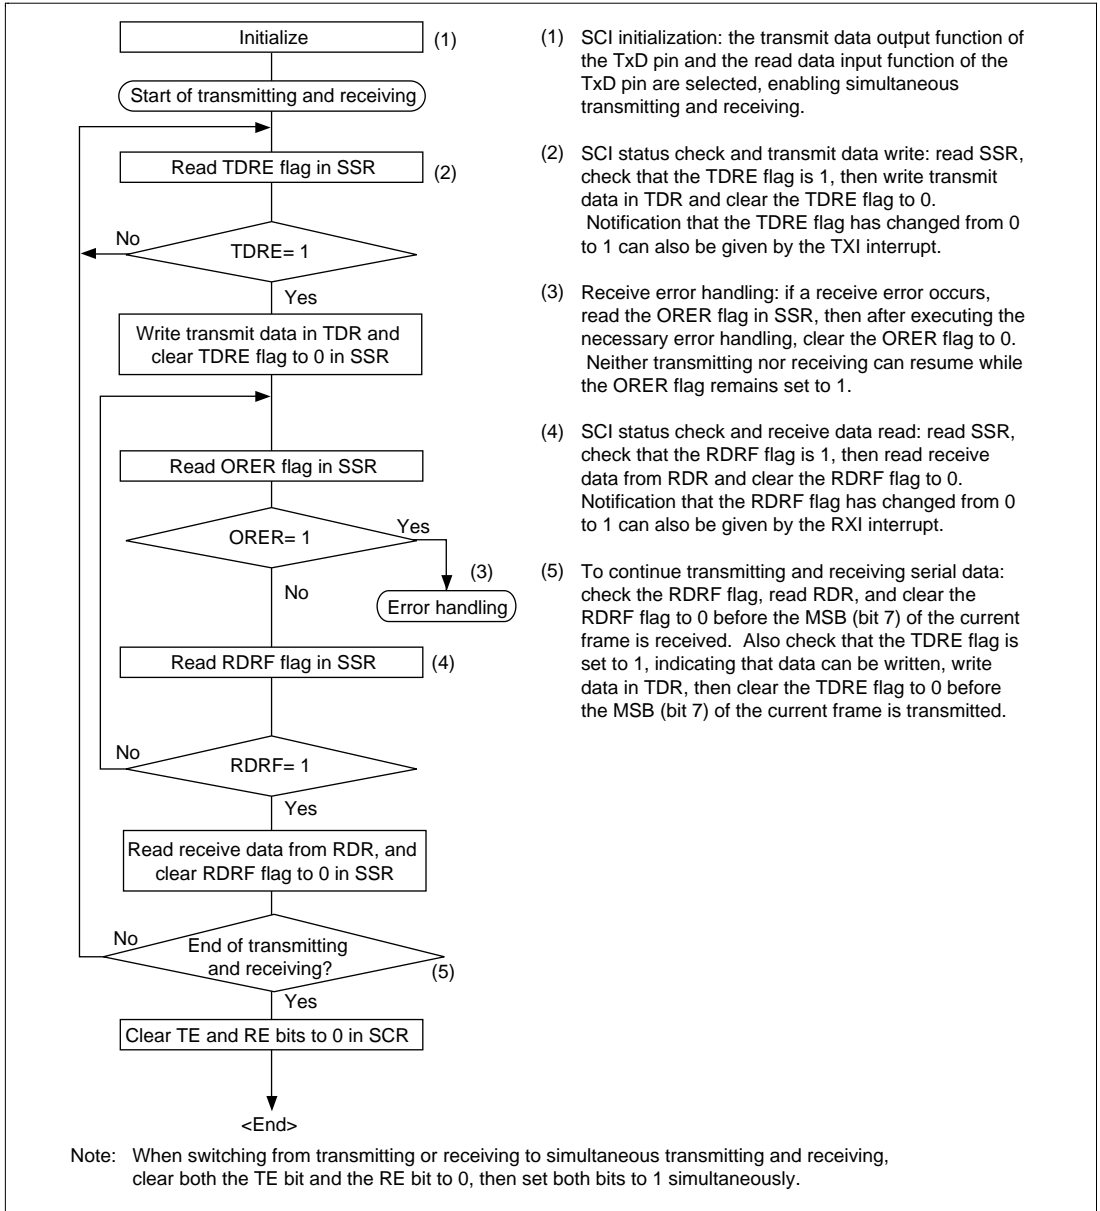 Initialize
(1)
Start of transmitting and receiving
Read TDRE flag in SSR
(2)
No
TDRE= 1
Yes
Write transmit data in TDR and
clear TDRE flag to 0 in SSR
Read ORER flag in SSR
ORER= 1
Yes
(3)
Error handling
No
Read RDRF flag in SSR
(4)
No
RDRF= 1
Yes
Read receive data from RDR, and
clear RDRF flag to 0 in SSR
No
End of transmitting
and receiving?
(5)
Yes
Clear TE and RE bits to 0 in SCR
<End>
(1) SCI initialization: the transmit data output function of
the TxD pin and the read data input function of the
TxD pin are selected, enabling simultaneous
transmitting and receiving.
(2) SCI status check and transmit data write: read SSR,
check that the TDRE flag is 1, then write transmit
data in TDR and clear the TDRE flag to 0.
Notification that the TDRE flag has changed from 0
to 1 can also be given by the TXI interrupt.
(3) Receive error handling: if a receive error occurs,
read the ORER flag in SSR, then after executing the
necessary error handling, clear the ORER flag to 0.
Neither transmitting nor receiving can resume while
the ORER flag remains set to 1.
(4) SCI status check and receive data read: read SSR,
check that the RDRF flag is 1, then read receive
data from RDR and clear the RDRF flag to 0.
Notification that the RDRF flag has changed from 0
to 1 can also be given by the RXI interrupt.
(5) To continue transmitting and receiving serial data:
check the RDRF flag, read RDR, and clear the
RDRF flag to 0 before the MSB (bit 7) of the current
frame is received.  Also check that the TDRE flag is
set to 1, indicating that data can be written, write
data in TDR, then clear the TDRE flag to 0 before
the MSB (bit 7) of the current frame is transmitted.
Note: When switching from transmitting or receiving to simultaneous transmitting and receiving,
clear both the TE bit and the RE bit to 0, then set both bits to 1 simultaneously.